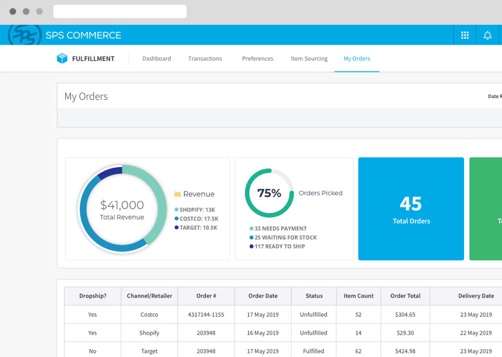 SPS COMMERCE
FULFILLMENT Dashboard Transactions Preferences Item Sourcing My Orders
My Orders
Date R
$41,000
Total Revenue
Revenue
SHOPIFY: 13K
COSTCO: 17.5K
TARGET: 10.5K
75%
Orders Picked
33 NEEDS PAYMENT
25 WAITING FOR STOCK
117 READY TO SHIP
45
Total Orders
T
Dropship? Channel/Retailer Order # Order Date Status Item Count Order Total Delivery Date
Yes Costco 4317144-1155 17 May 2019 Unfulfilled 52 $304.65 23 May 2019
Yes Shopify 203948 16 May 2019 Unfulfilled 14 $29.30 22 May 2019
No Target 203948 17 May 2019 Fulfilled 62 $424.98 23 May 2019